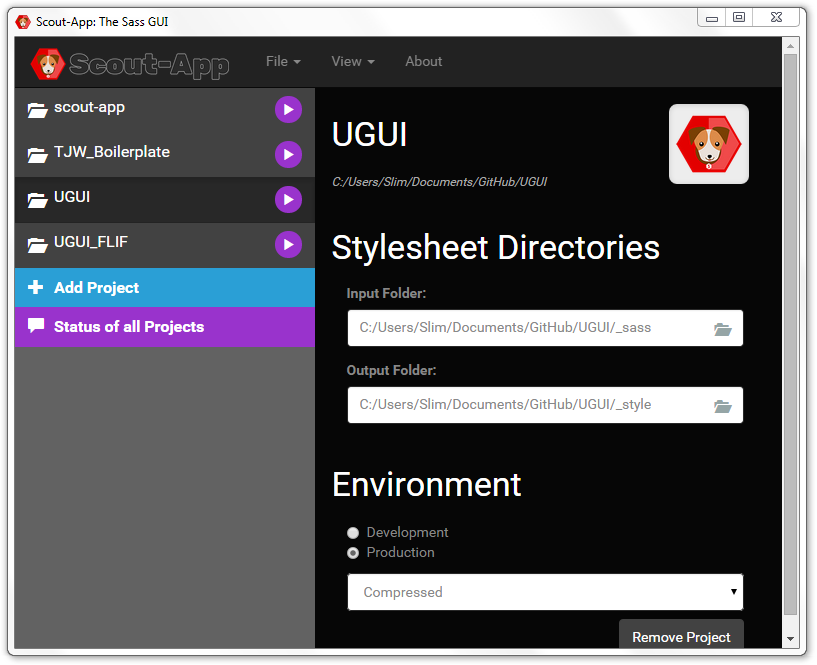 Scout-App: The Sass GUI
Scout-App File View About
scout-app
TJW_Boilerplate
UGUI
UGUI_FLIF
Add Project
Status of all Projects
UGUI
C:/Users/Slim/Documents/GitHub/UGUI
Stylesheet Directories
Input Folder:
C:/Users/Slim/Documents/GitHub/UGUI/_sass
Output Folder:
C:/Users/Slim/Documents/GitHub/UGUI/_style
Environment
Development
Production
Compressed
Remove Project